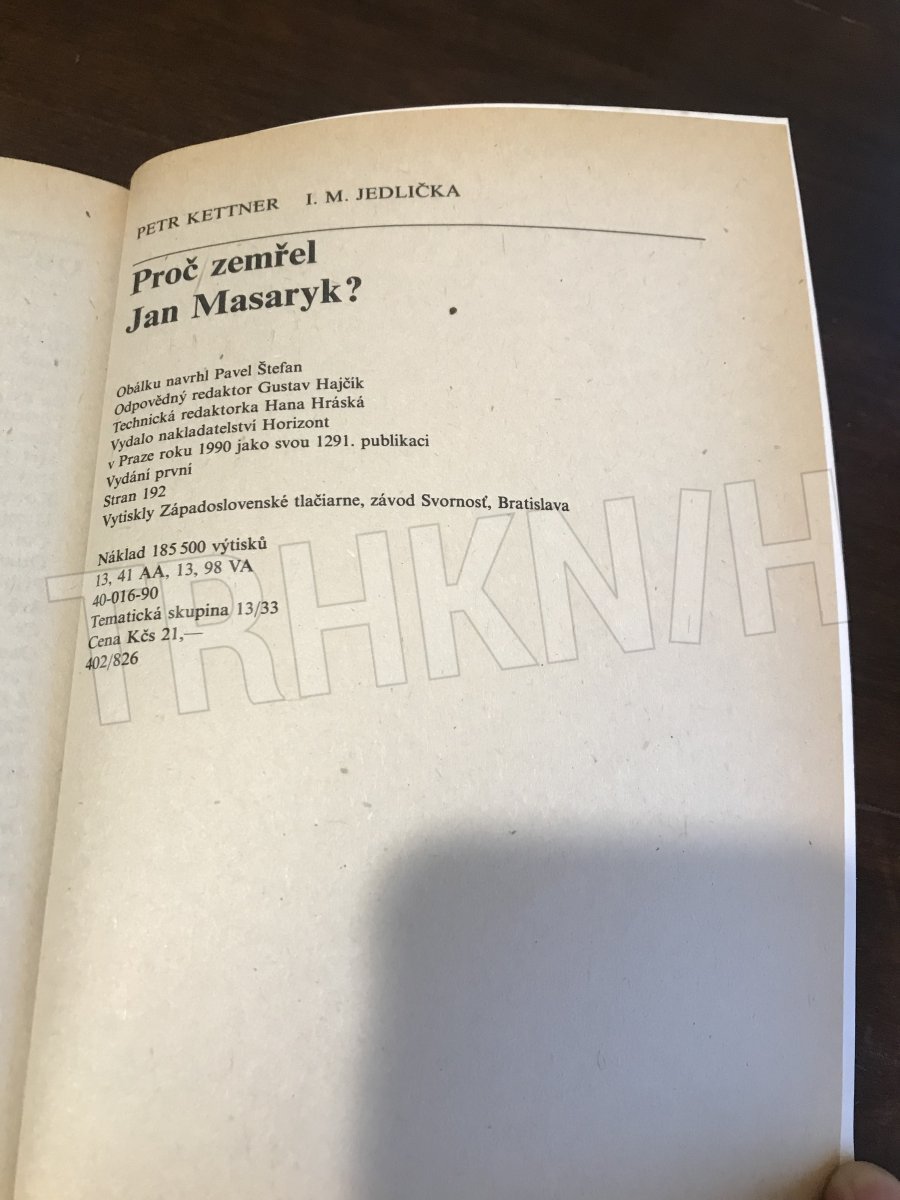 PETR KETTNER I. M. JEDLIČKA
Proč zemřel
Jan Masaryk?
Obálku navrhl Pavel Štefan
Odpovědný redaktor Gustav Hajčík
Technická redaktorka Hana Hráská
Vydalo nakladatelství Horizont
v Praze roku 1990 jako svou 1291. publikaci
Vydání první
Stran 192
Vytiskly Západoslovenské tlačiarne, závod Svornosť, Bratislava
Náklad 185 500 výtisků
13, 41 AA, 13, 98 VA
40-016-90
Tematická skupina 13/33
Cena Kčs 21,—
402/826
TRHKNIH